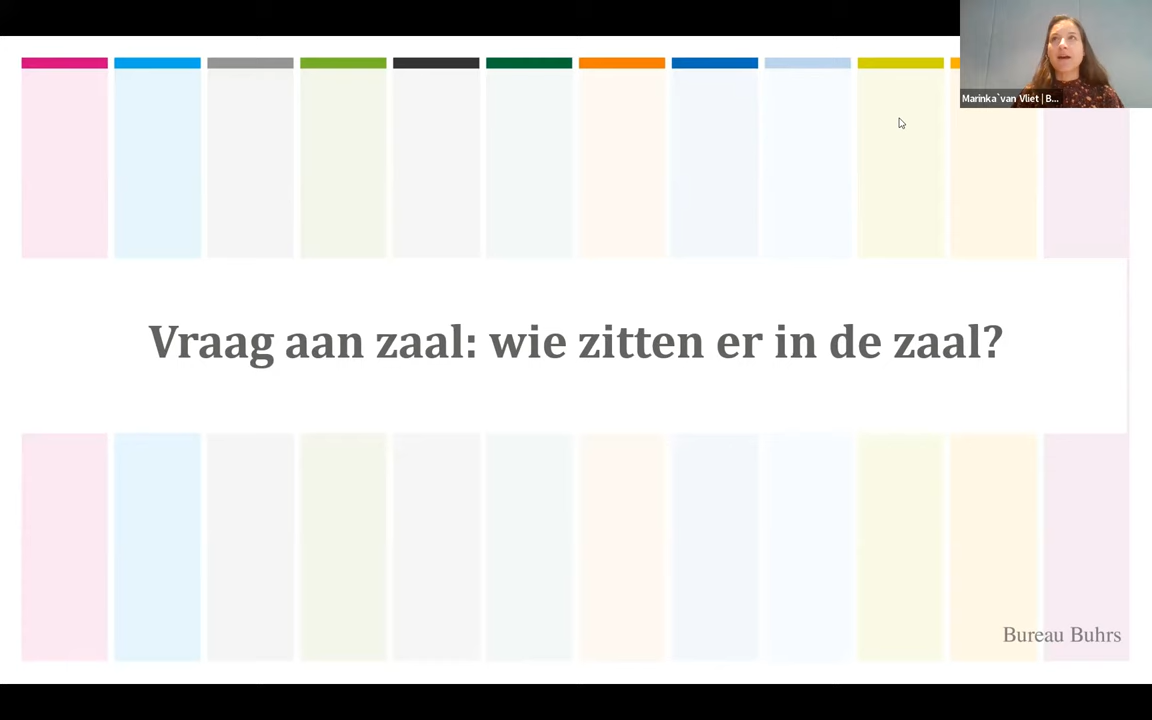 Marinka`van Vliet | B...
Vraag aan zaal: wie zitten er in de zaal?
Bureau Buhrs